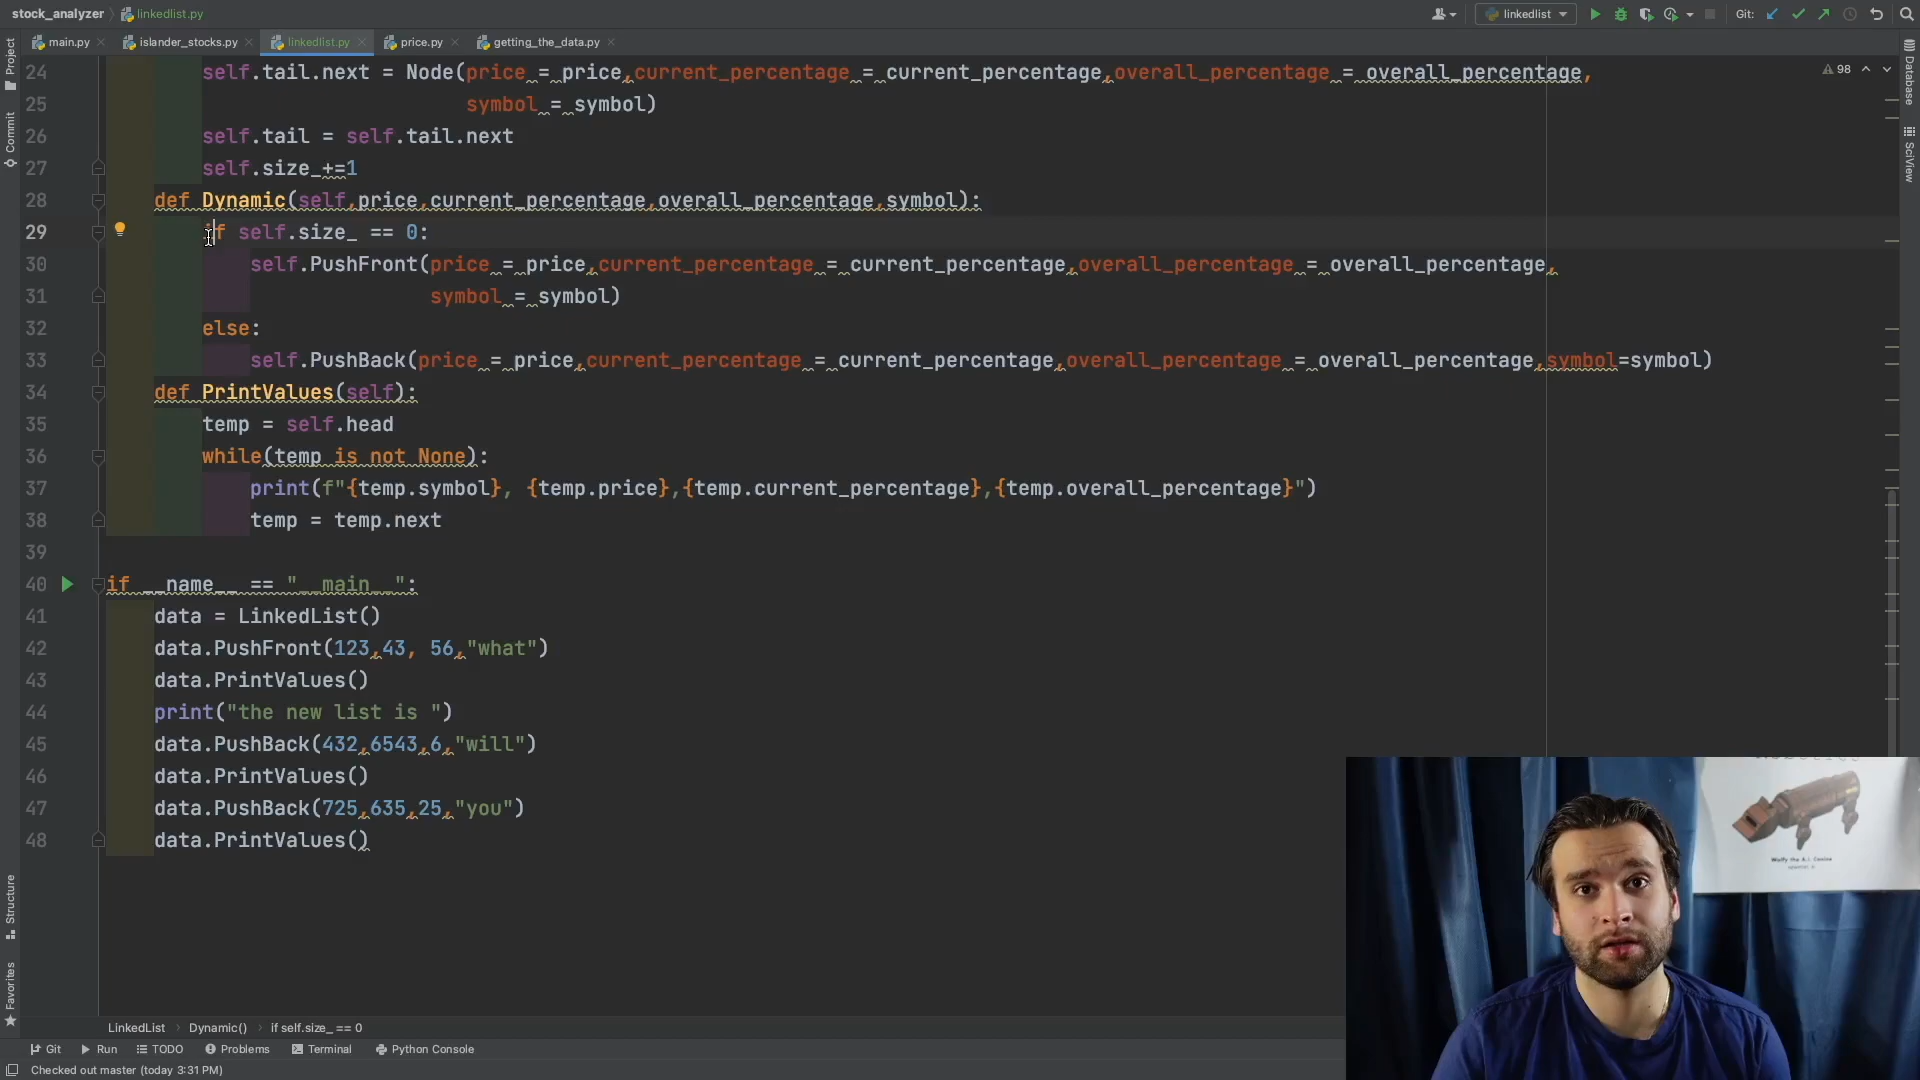 stock_analyzer linkedlist.py linkedlist Git:
main.py islander_stocks.py linkedlist.py price.py getting_the_data.py
Project
Commit
Structure
Favorites
Database
SciView
98
24 self.tail.next = Node(price = price,current_percentage = current_percentage,overall_percentage = overall_percentage,
25 symbol = symbol)
26 self.tail = self.tail.next
27 self.size_+=1
28 def Dynamic(self,price,current_percentage,overall_percentage,symbol):
29 if self.size_ == 0:
30 self.PushFront(price = price,current_percentage = current_percentage,overall_percentage = overall_percentage,
31 symbol = symbol)
32 else:
33 self.PushBack(price = price,current_percentage = current_percentage,overall_percentage = overall_percentage,symbol=symbol)
34 def PrintValues(self):
35 temp = self.head
36 while(temp is not None):
37 print(f"{temp.symbol}, {temp.price},{temp.current_percentage},{temp.overall_percentage}")
38 temp = temp.next
39
40 if __name__ == "__main__":
41 data = LinkedList()
42 data.PushFront(123,43, 56,"what")
43 data.PrintValues()
44 print("the new list is ")
45 data.PushBack(432,6543,6,"will")
46 data.PrintValues()
47 data.PushBack(725,635,25,"you")
48 data.PrintValues()
LinkedList Dynamic() if self.size_ == 0
Git Run TODO Problems Terminal Python Console
Checked out master (today 3:31 PM)